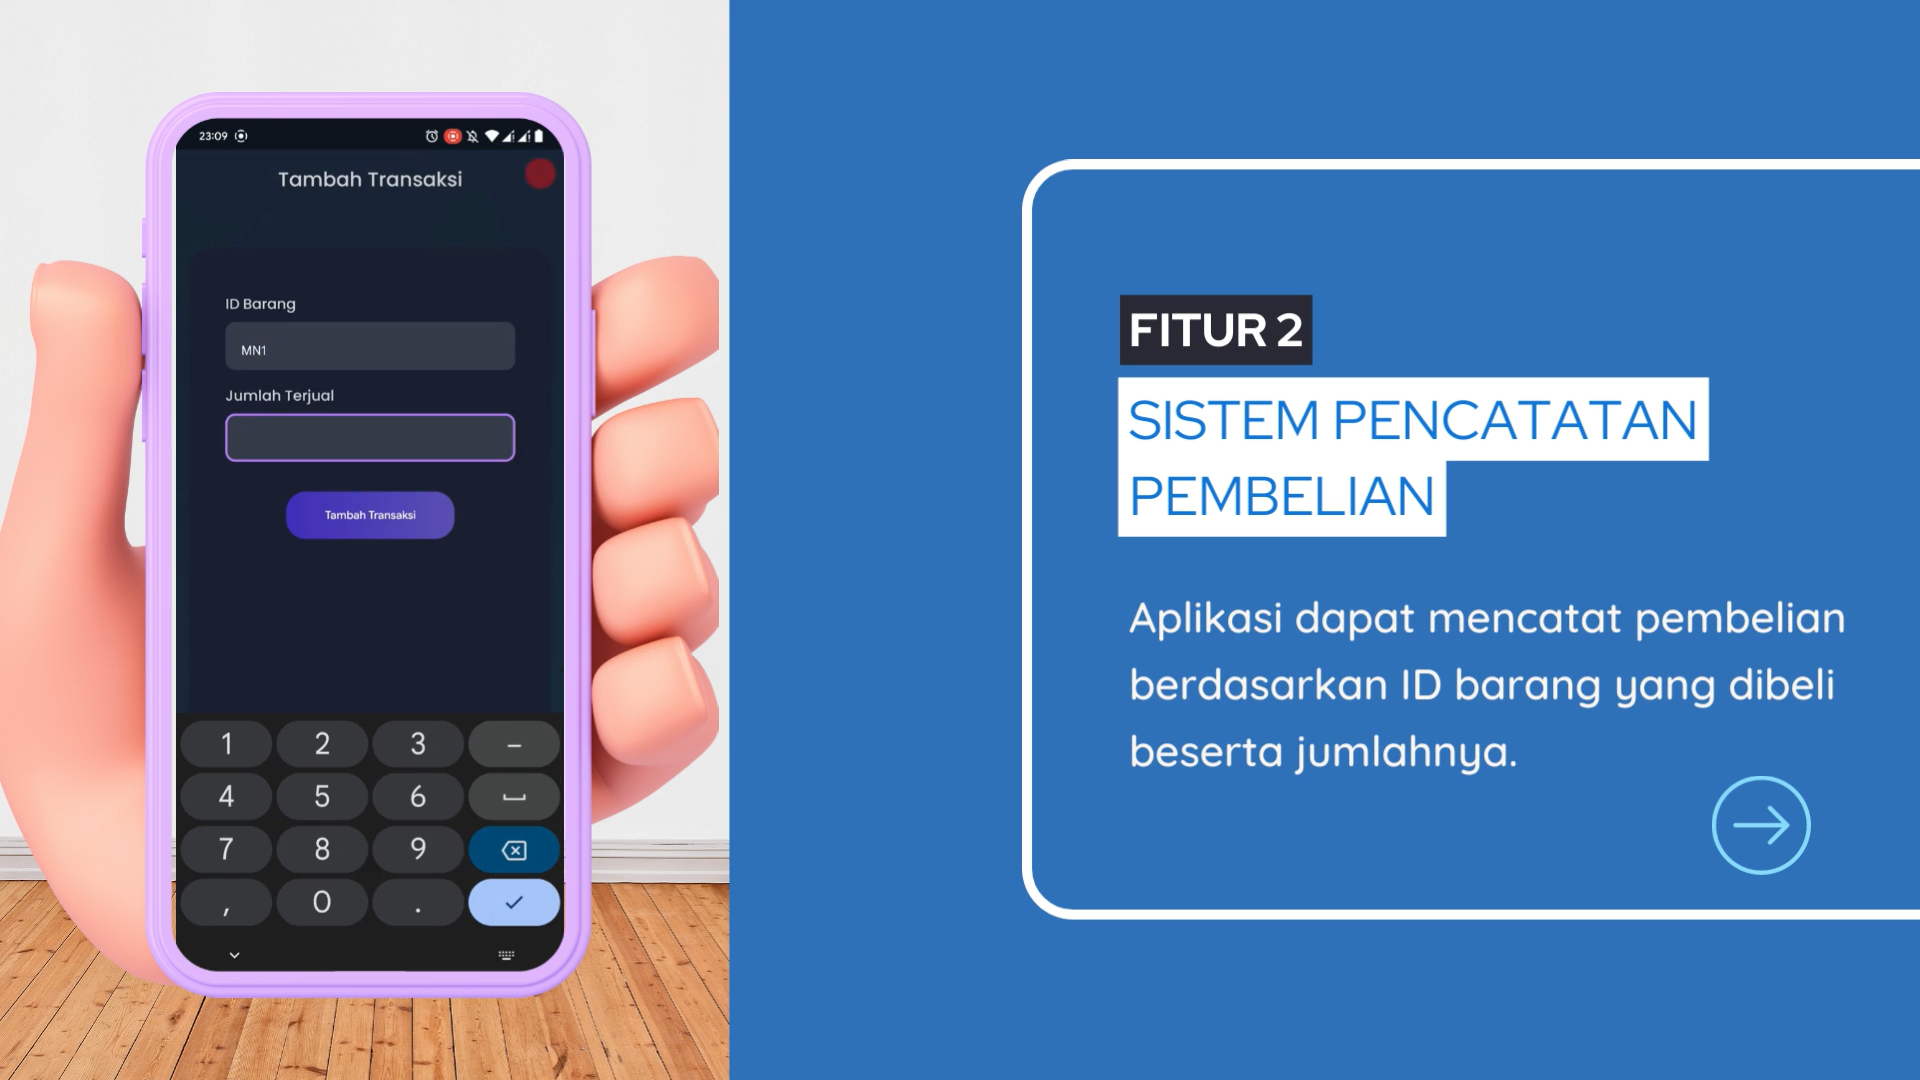 23:09
Tambah Transaksi
ID Barang
MN1
Jumlah Terjual
Tambah Transaksi
1 2 3 –
4 5 6
7 8 9
, 0 .
FITUR 2
SISTEM PENCATATAN
PEMBELIAN
Aplikasi dapat mencatat pembelian
berdasarkan ID barang yang dibeli
beserta jumlahnya.